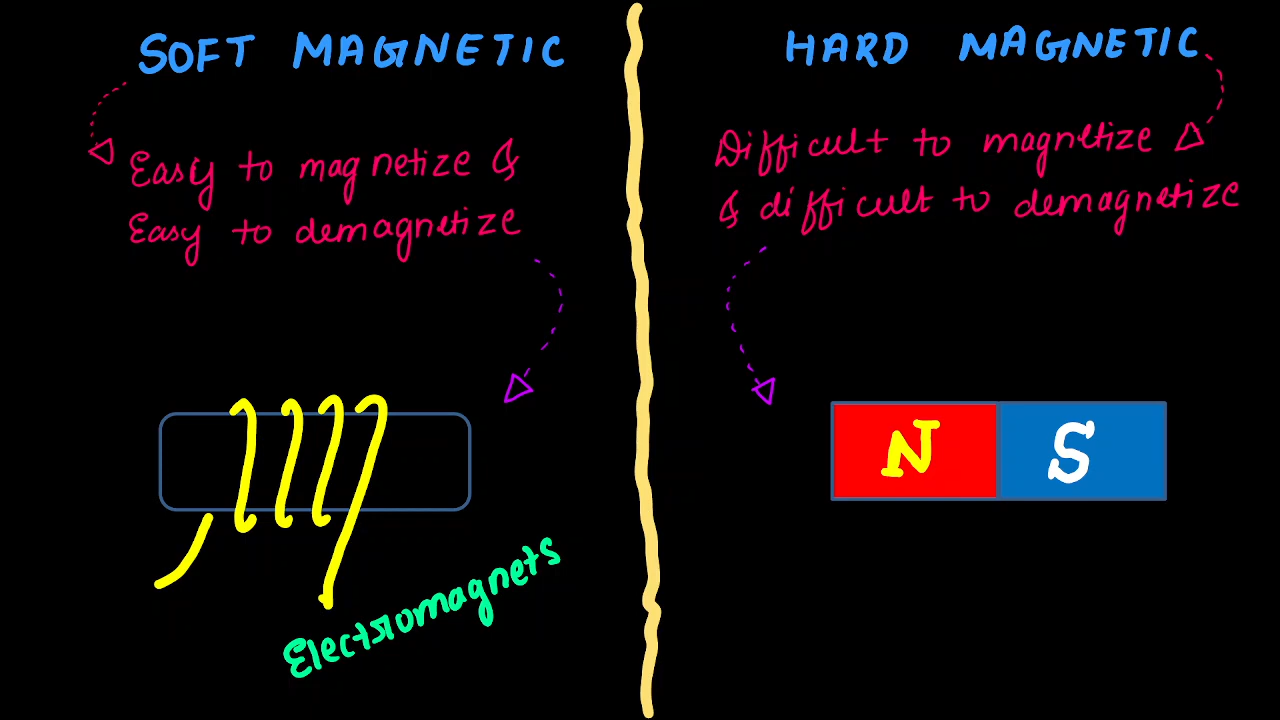 SOFT MAGNETIC
Easy to magnetize &
Easy to demagnetize
Electromagnets
HARD MAGNETIC
Difficult to magnetize
& difficult to demagnetize
N S